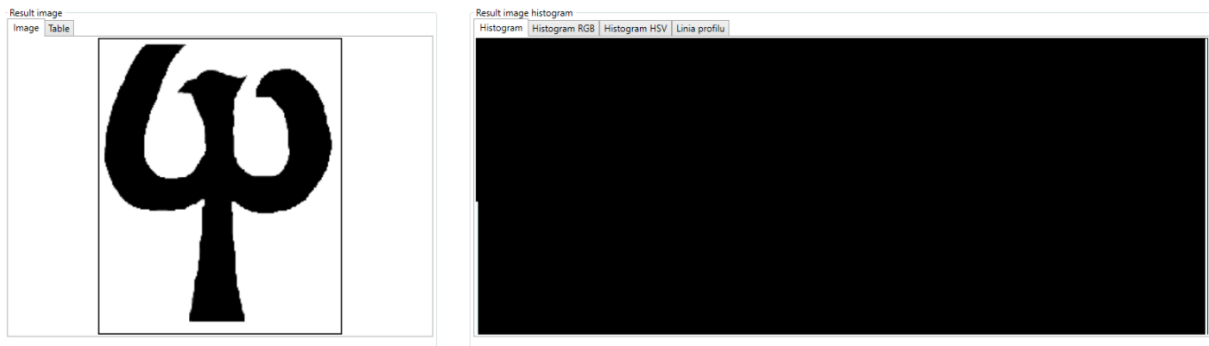 Result image
Image Table
Result image histogram
Histogram Histogram RGB Histogram HSV Linia profilu